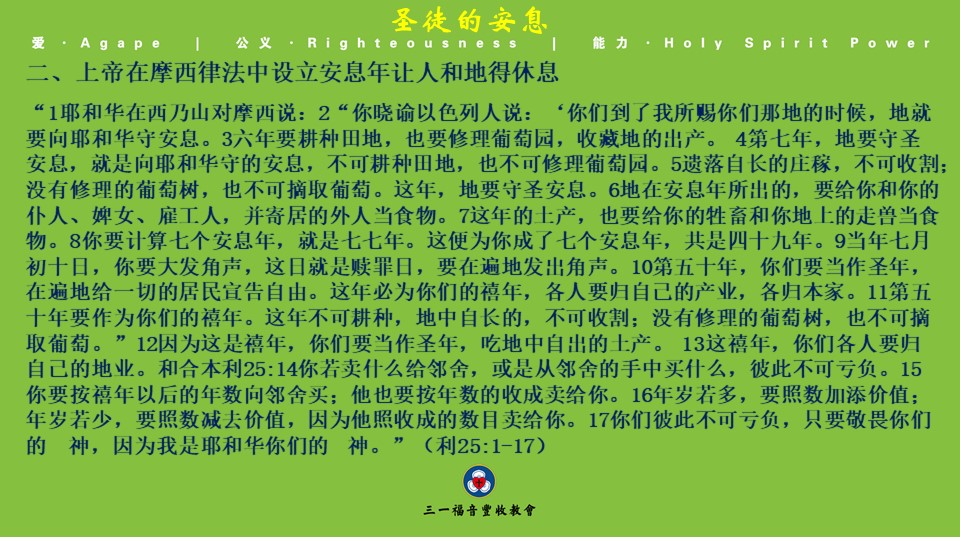 圣徒的安息
爱 · Agape | 公义 · Righteousness | 能力 · Holy Spirit Power
二、上帝在摩西律法中设立安息年让人和地得休息
“1耶和华在西乃山对摩西说：2“你晓谕以色列人说：‘你们到了我所赐你们那地的时候，地就
要向耶和华守安息。3六年要耕种田地，也要修理葡萄园，收藏地的出产。 4第七年，地要守圣
安息，就是向耶和华守的安息，不可耕种田地，也不可修理葡萄园。5遗落自长的庄稼，不可收割；
没有修理的葡萄树，也不可摘取葡萄。这年，地要守圣安息。6地在安息年所出的，要给你和你的
仆人、婢女、雇工人，并寄居的外人当食物。7这年的土产，也要给你的牲畜和你地上的走兽当食
物。8你要计算七个安息年，就是七七年。这便为你成了七个安息年，共是四十九年。9当年七月
初十日，你要大发角声，这日就是赎罪日，要在遍地发出角声。10第五十年，你们要当作圣年，
在遍地给一切的居民宣告自由。这年必为你们的禧年，各人要归自己的产业，各归本家。11第五
十年要作为你们的禧年。这年不可耕种，地中自长的，不可收割；没有修理的葡萄树，也不可摘
取葡萄。”12因为这是禧年，你们要当作圣年，吃地中自出的土产。 13这禧年，你们各人要归
自己的地业。和合本利25:14你若卖什么给邻舍，或是从邻舍的手中买什么，彼此不可亏负。15
你要按禧年以后的年数向邻舍买；他也要按年数的收成卖给你。16年岁若多，要照数加添价值；
年岁若少，要照数减去价值，因为他照收成的数目卖给你。17你们彼此不可亏负，只要敬畏你们
的 神，因为我是耶和华你们的 神。”（利25:1-17）
三一福音豐收教會